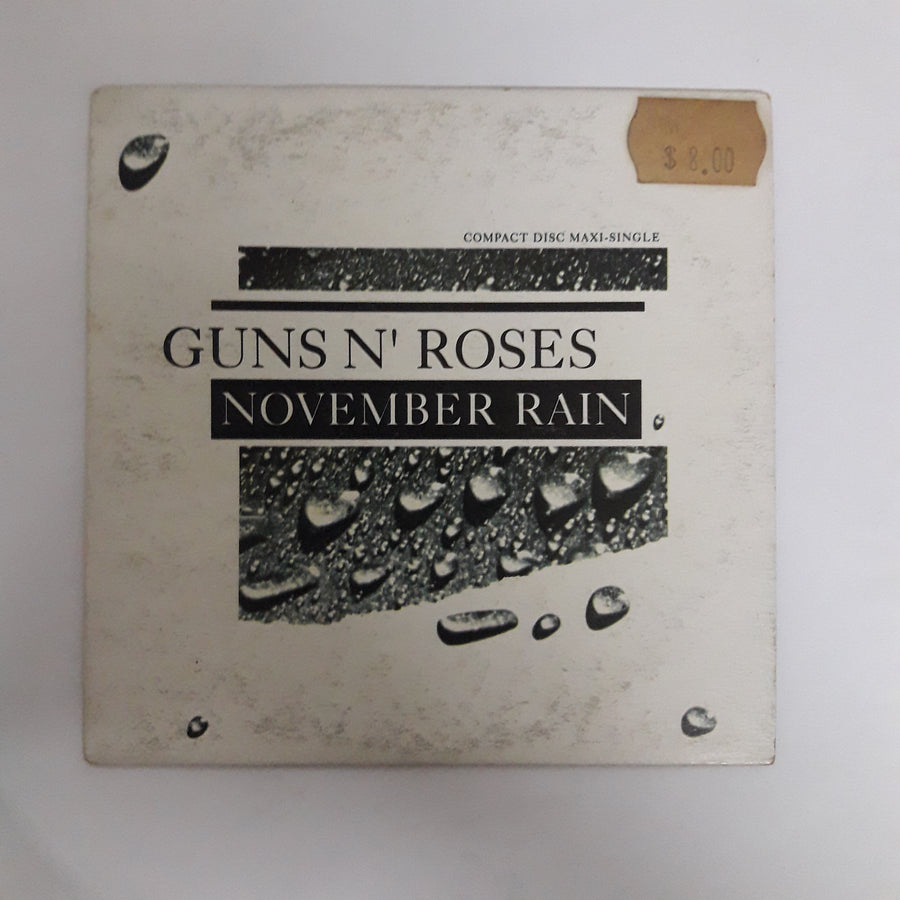 $ 8.00
COMPACT DISC MAXI-SINGLE
GUNS N' ROSES
NOVEMBER RAIN